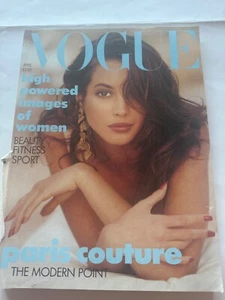 VOGUE
high
powered
images
of
women
BEAUTY
FITNESS
SPORT
paris couture
THE MODERN POINT